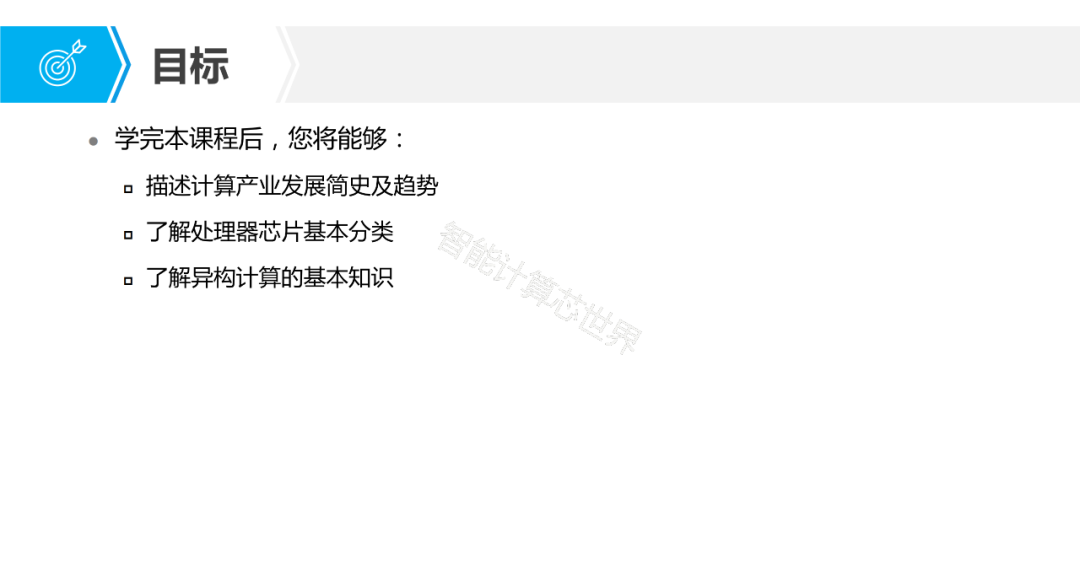 目标
学完本课程后，您将能够：
描述计算产业发展简史及趋势
了解处理器芯片基本分类
了解异构计算的基本知识
智能计算芯世界